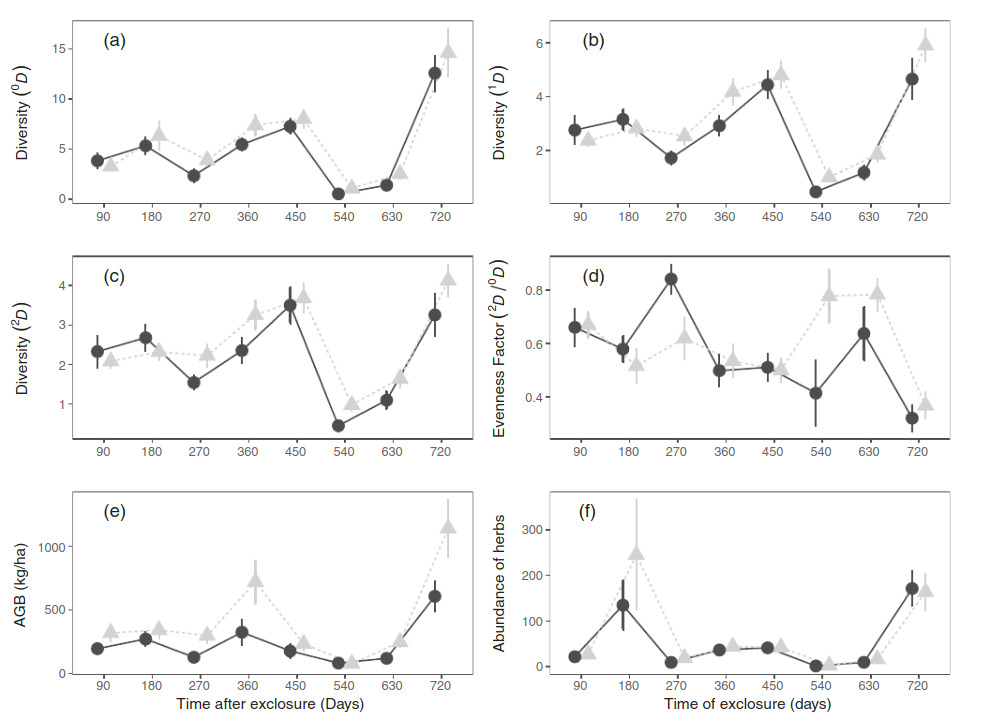 (a)
Diversity (⁰D)
15
10
5
0
90 180 270 360 450 540 630 720
(b)
Diversity (¹D)
6
4
2
90 180 270 360 450 540 630 720
(c)
Diversity (²D)
4
3
2
1
90 180 270 360 450 540 630 720
(d)
Evenness Factor (²D /⁰D)
0.8
0.6
0.4
90 180 270 360 450 540 630 720
(e)
AGB (kg/ha)
1000
500
0
90 180 270 360 450 540 630 720
Time after exclosure (Days)
(f)
Abundance of herbs
300
200
100
0
90 180 270 360 450 540 630 720
Time of exclosure (days)